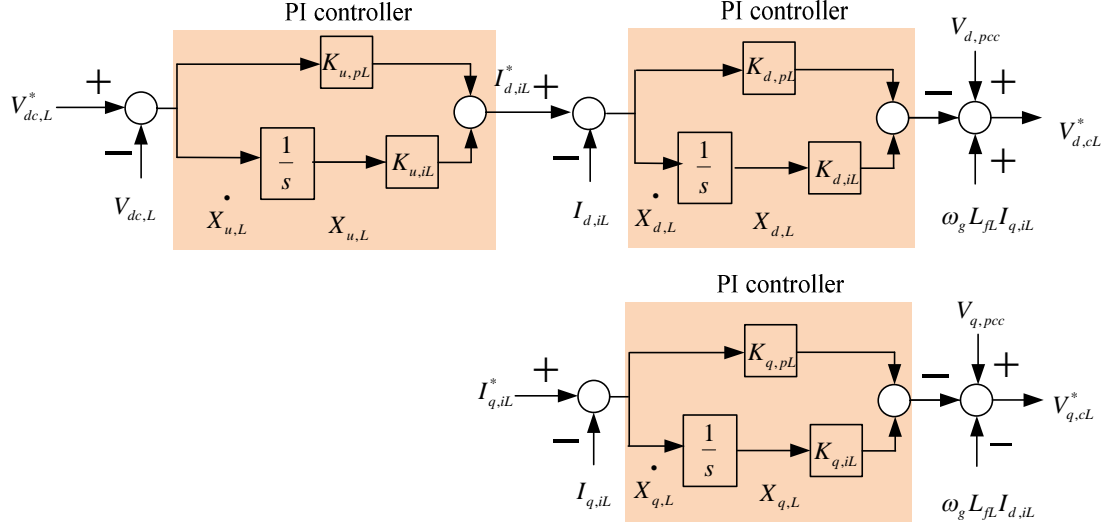 PI controller
PI controller
V*dc,L
+
−
Vdc,L
Ku,pL
1/s
Ku,iL
Ẋu,L
Xu,L
I*d,iL
+
−
Id,iL
Kd,pL
1/s
Kd,iL
Ẋd,L
Xd,L
Vd,pcc
−
+
+
V*d,cL
ωgLfLIq,iL
PI controller
I*q,iL
+
−
Iq,iL
Kq,pL
1/s
Kq,iL
Ẋq,L
Xq,L
Vq,pcc
−
+
−
V*q,cL
ωgLfLId,iL